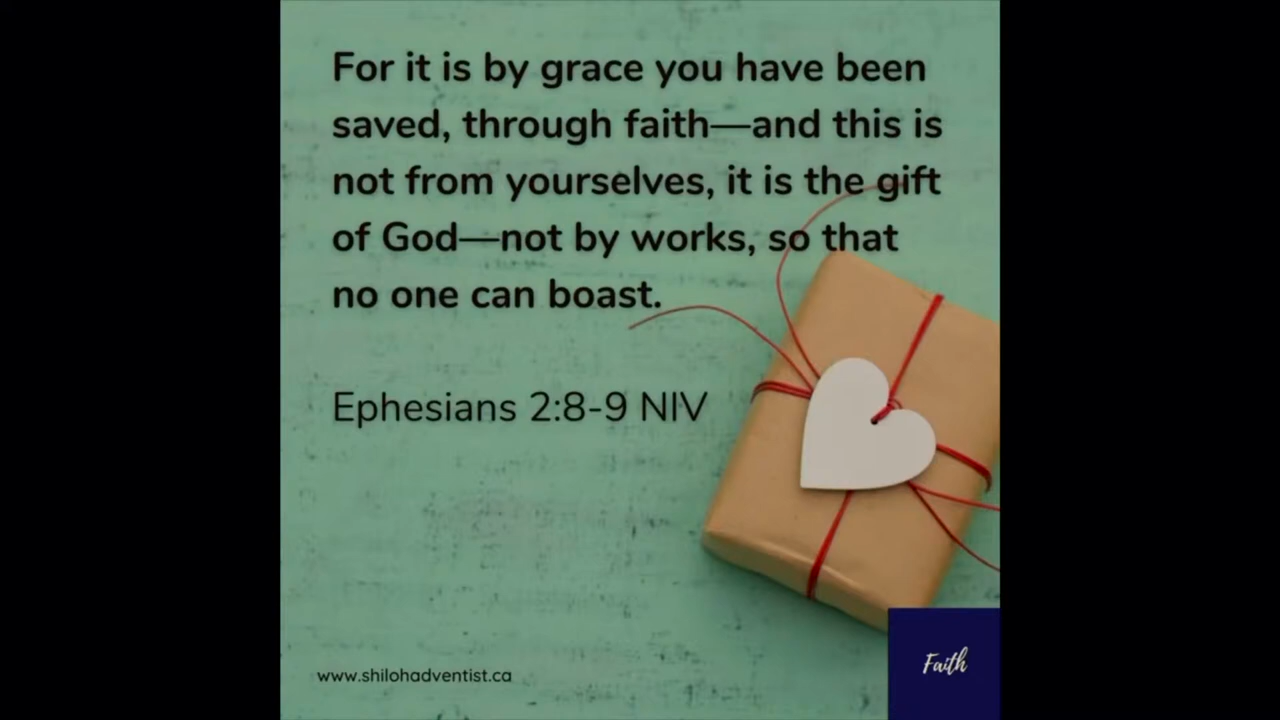 For it is by grace you have been
saved, through faith—and this is
not from yourselves, it is the gift
of God—not by works, so that
no one can boast.
Ephesians 2:8-9 NIV
www.shilohadventist.ca
Faith